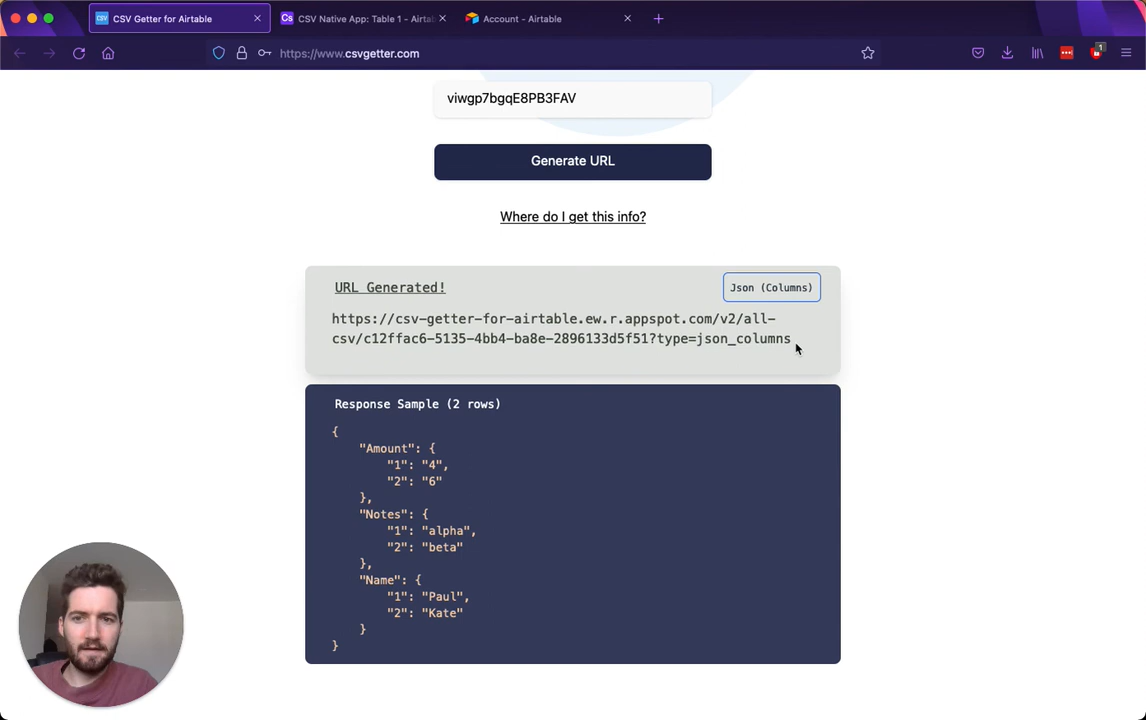 CSV Getter for Airtable
CSV Native App: Table 1 - Airtab
Account - Airtable
https://www.csvgetter.com
1
viwgp7bgqE8PB3FAV
Generate URL
Where do I get this info?
URL Generated!
Json (Columns)
https://csv-getter-for-airtable.ew.r.appspot.com/v2/all-
csv/c12ffac6-5135-4bb4-ba8e-2896133d5f51?type=json_columns
Response Sample (2 rows)
{
"Amount": {
"1": "4",
"2": "6"
},
"Notes": {
"1": "alpha",
"2": "beta"
},
"Name": {
"1": "Paul",
"2": "Kate"
}
}